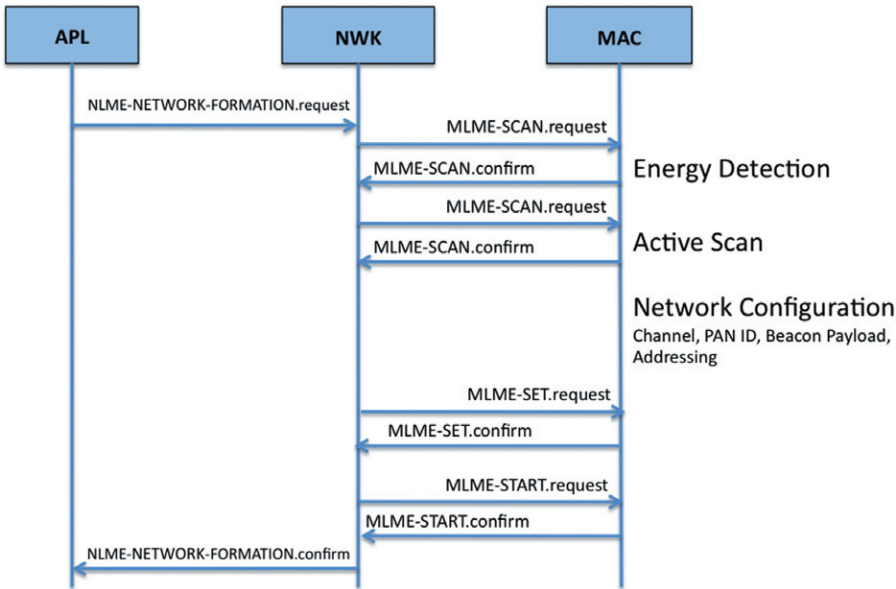 APL
NWK
MAC
NLME-NETWORK-FORMATION.request
MLME-SCAN.request
MLME-SCAN.confirm
Energy Detection
MLME-SCAN.request
MLME-SCAN.confirm
Active Scan
Network Configuration
Channel, PAN ID, Beacon Payload,
Addressing
MLME-SET.request
MLME-SET.confirm
MLME-START.request
MLME-START.confirm
NLME-NETWORK-FORMATION.confirm